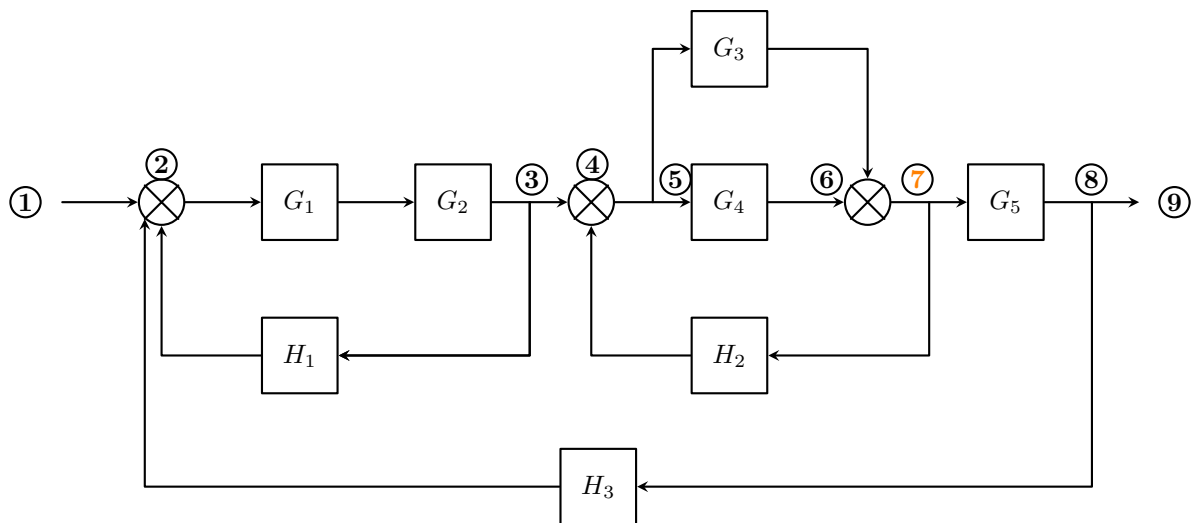 G₃
② ③ ④ ⑤ ⑥ ⑦ ⑧
① G₁ G₂ G₄ G₅ ⑨
H₁ H₂
H₃